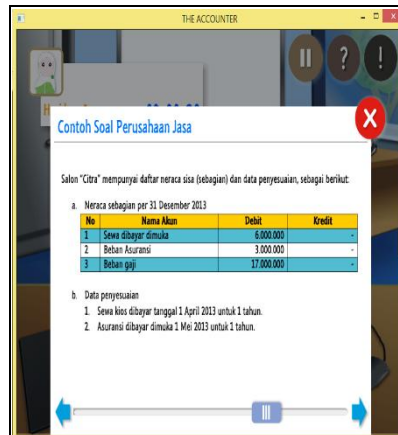 THE ACCOUNTER
Contoh Soal Perusahaan Jasa
X
Salon "Citra" mempunyai daftar neraca sisa (sebagian) dan data penyesuaian, sebagai berikut:
a. Neraca sebagian per 31 Desember 2013
No Nama Akun Debit Kredit
1 Sewa dibayar dimuka 6.000.000 -
2 Beban Asuransi 3.000.000 -
3 Beban gaji 17.000.000 -
b. Data penyesuaian
1. Sewa kios dibayar tanggal 1 April 2013 untuk 1 tahun.
2. Asuransi dibayar dimuka 1 Mei 2013 untuk 1 tahun.